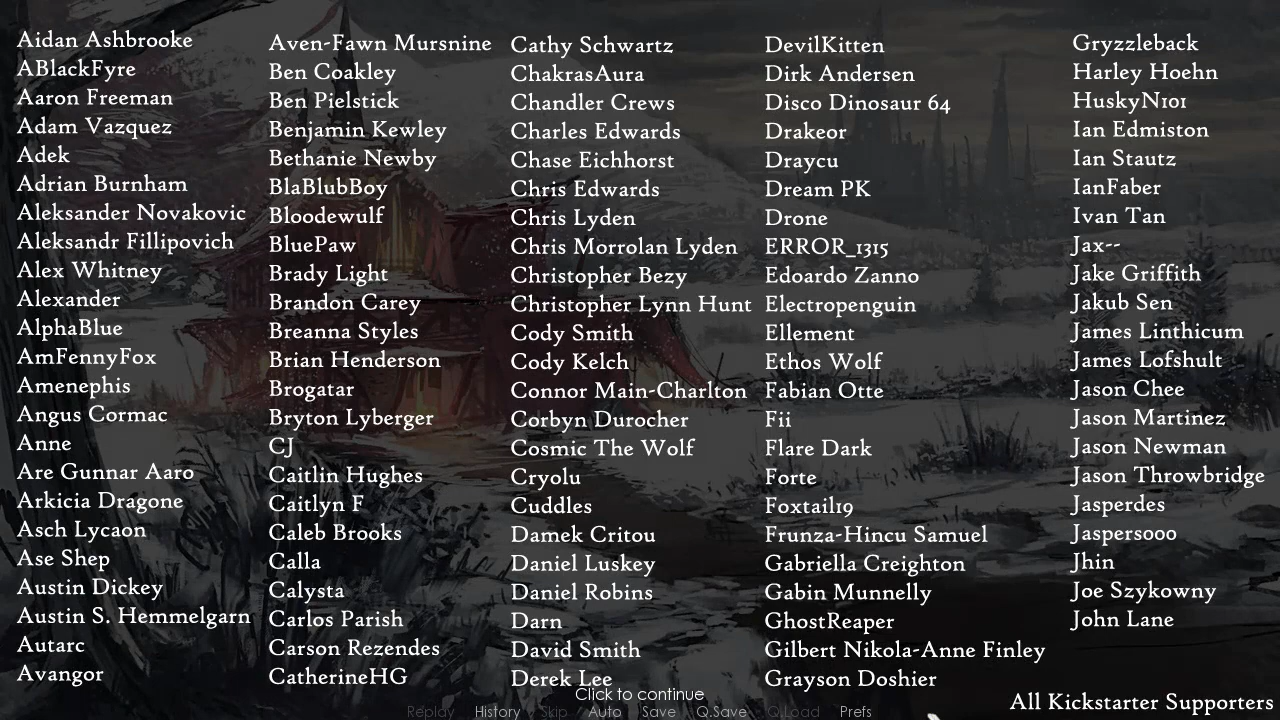 Aidan Ashbrooke
ABlackFyre
Aaron Freeman
Adam Vazquez
Adek
Adrian Burnham
Aleksander Novakovic
Aleksandr Fillipovich
Alex Whitney
Alexander
AlphaBlue
AmFennyFox
Amenephis
Angus Cormac
Anne
Are Gunnar Aaro
Arkicia Dragone
Asch Lycaon
Ase Shep
Austin Dickey
Austin S. Hemmelgarn
Autarc
Avangor
Aven-Fawn Mursnine
Ben Coakley
Ben Pielstick
Benjamin Kewley
Bethanie Newby
BlaBlubBoy
Bloodewulf
BluePaw
Brady Light
Brandon Carey
Breanna Styles
Brian Henderson
Brogatar
Bryton Lyberger
CJ
Caitlin Hughes
Caitlyn F
Caleb Brooks
Calla
Calysta
Carlos Parish
Carson Rezendes
CatherineHG
Cathy Schwartz
ChakrasAura
Chandler Crews
Charles Edwards
Chase Eichhorst
Chris Edwards
Chris Lyden
Chris Morrolan Lyden
Christopher Bezy
Christopher Lynn Hunt
Cody Smith
Cody Kelch
Connor Main-Charlton
Corbyn Durocher
Cosmic The Wolf
Cryolu
Cuddles
Damek Critou
Daniel Luskey
Daniel Robins
Darn
David Smith
Derek Lee
DevilKitten
Dirk Andersen
Disco Dinosaur 64
Drakeor
Draycu
Dream PK
Drone
ERROR_1315
Edoardo Zanno
Electropenguin
Ellement
Ethos Wolf
Fabian Otte
Fii
Flare Dark
Forte
Foxtail19
Frunza-Hincu Samuel
Gabriella Creighton
Gabin Munnelly
GhostReaper
Gilbert Nikola-Anne Finley
Grayson Doshier
Gryzzleback
Harley Hoehn
HuskyN101
Ian Edmiston
Ian Stautz
IanFaber
Ivan Tan
Jax--
Jake Griffith
Jakub Sen
James Linthicum
James Lofshult
Jason Chee
Jason Martinez
Jason Newman
Jason Throwbridge
Jasperdes
Jaspersooo
Jhin
Joe Szykowny
John Lane
All Kickstarter Supporters
Click to continue
Replay History Skip Auto Save Q.Save Q.Load Prefs